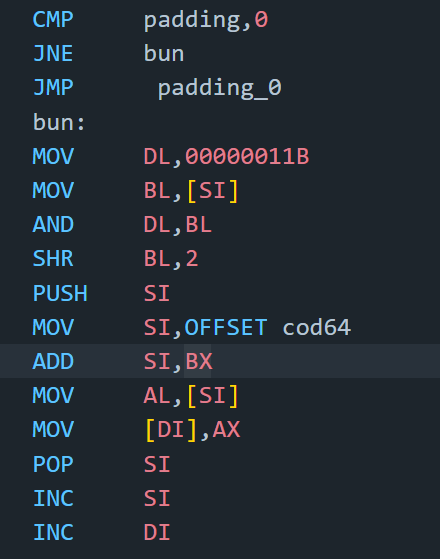 CMP padding,0
JNE bun
JMP padding_0
bun:
MOV DL,00000011B
MOV BL,[SI]
AND DL,BL
SHR BL,2
PUSH SI
MOV SI,OFFSET cod64
ADD SI,BX
MOV AL,[SI]
MOV [DI],AX
POP SI
INC SI
INC DI